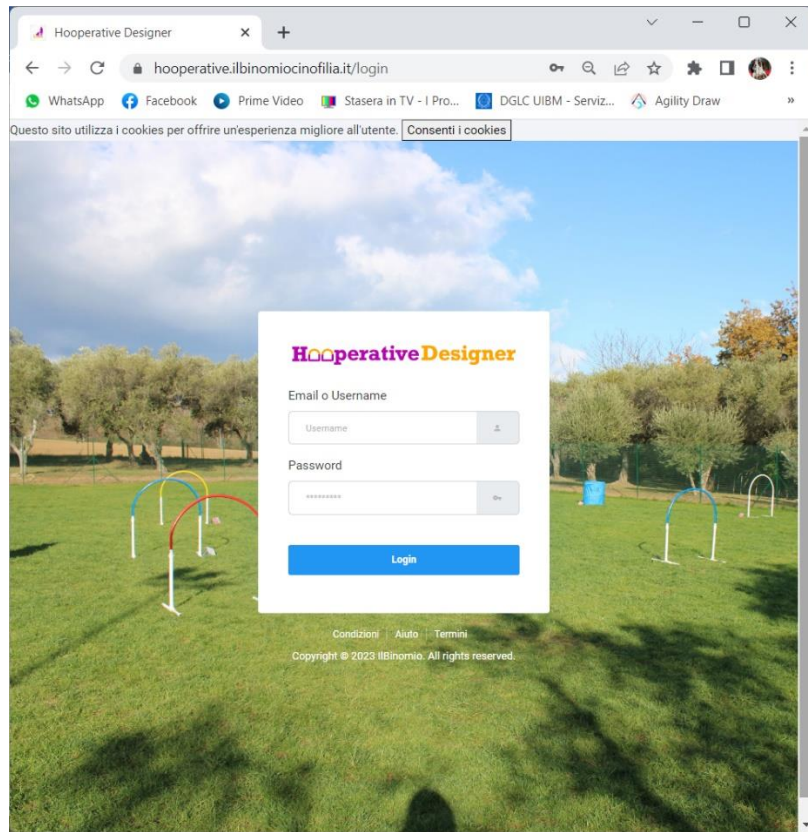 Hooperative Designer
hooperative.ilbinomiocinofilia.it/login
WhatsApp Facebook Prime Video Stasera in TV - I Pro... DGLC UIBM - Serviz... Agility Draw »
Questo sito utilizza i cookies per offrire un'esperienza migliore all'utente. Consenti i cookies
Hooperative Designer
Email o Username
Username
Password
*********
Login
Condizioni | Aiuto | Termini
Copyright © 2023 IlBinomio. All rights reserved.